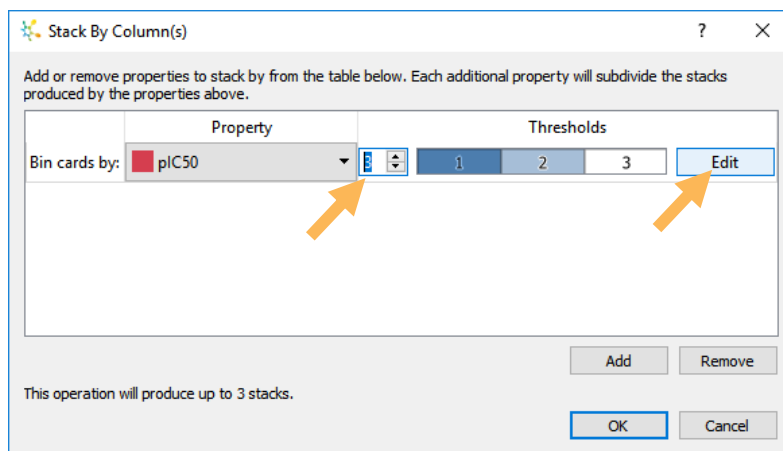 Stack By Column(s) ?
Add or remove properties to stack by from the table below. Each additional property will subdivide the stacks
produced by the properties above.
Property Thresholds
Bin cards by: pIC50 3 1 2 3 Edit
Add Remove
This operation will produce up to 3 stacks.
OK Cancel